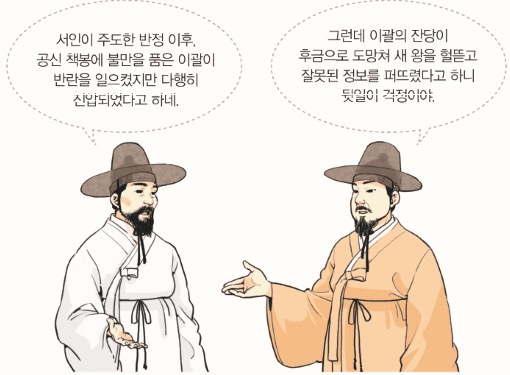 서인이 주도한 반정 이후,
공신 책봉에 불만을 품은 이괄이
반란을 일으켰지만 다행히
진압되었다고 하네.
그런데 이괄의 잔당이
후금으로 도망쳐 새 왕을 헐뜯고
잘못된 정보를 퍼뜨렸다고 하니
뒷일이 걱정이야.